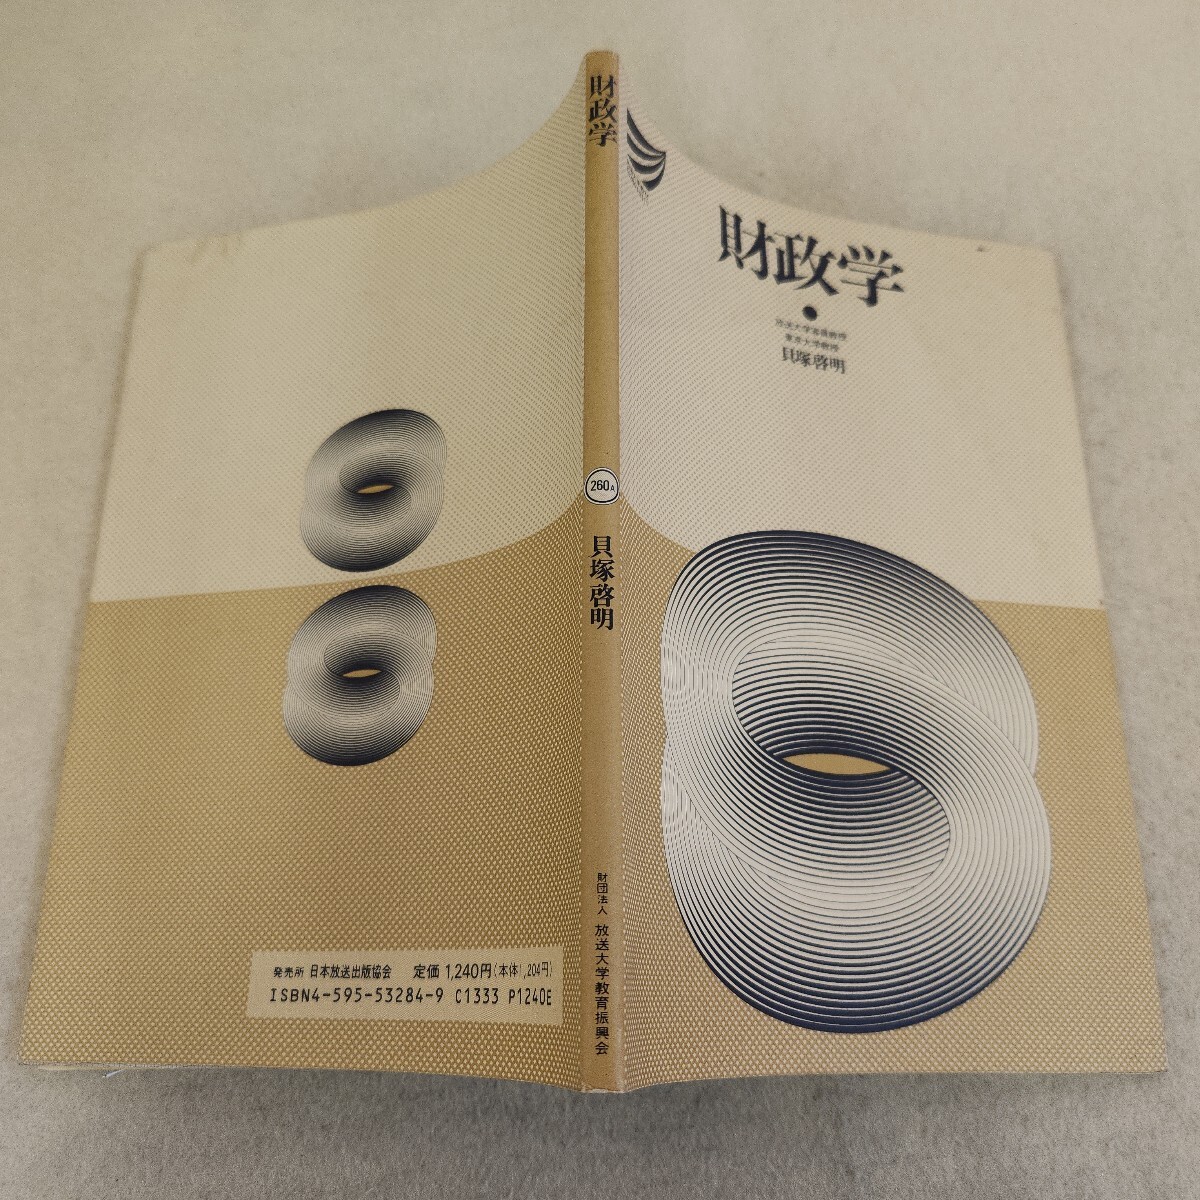 財政学
放送大学客員教授
東京大学教授
貝塚啓明
財政学
260A
貝塚啓明
財団法人 放送大学教育振興会
発売所 日本放送出版協会 定価1,240円(本体1,204円)
ISBN4-595-53284-9 C1333 P1240E